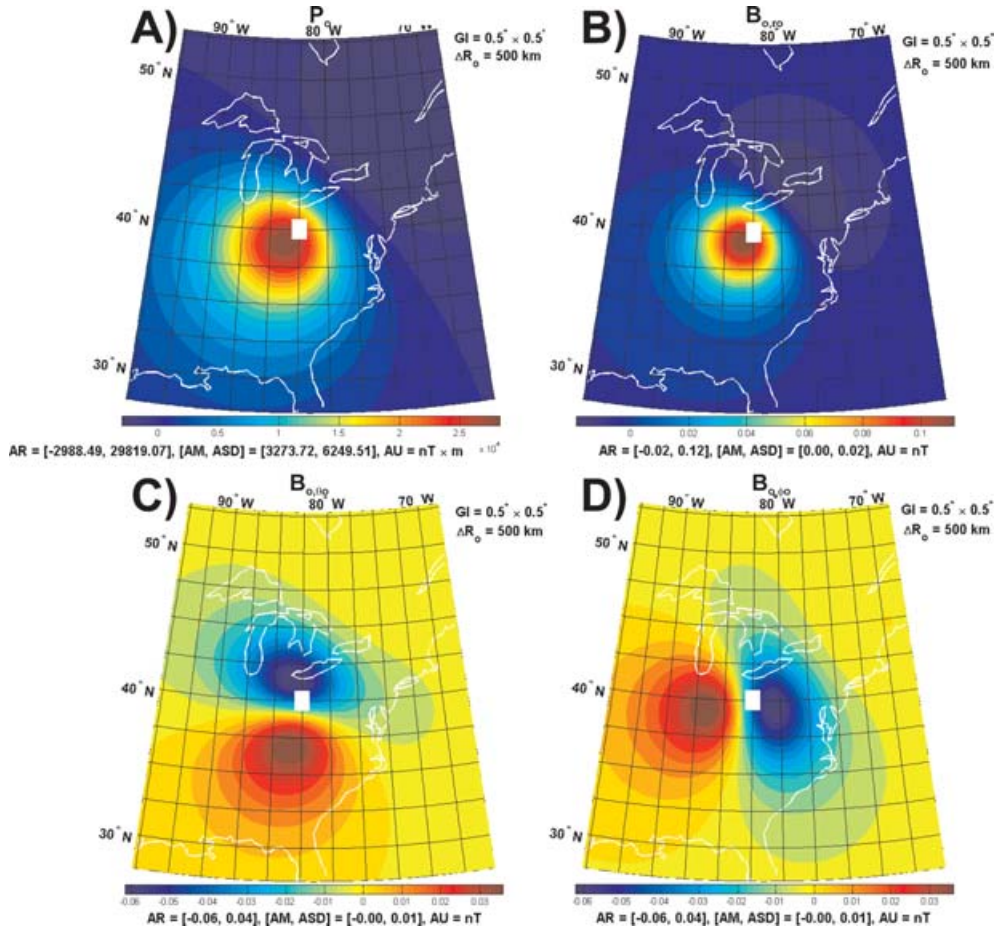 A)
P
o
90° W
80° W
70° W
GI = 0.5° × 0.5°
ΔR o = 500 km
50° N
40° N
30° N
0 0.5 1 1.5 2 2.5
× 10 4
AR = [-2988.49, 29819.07], [AM, ASD] = [3273.72, 6249.51], AU = nT × m
B)
B o,ro
90° W
80° W
70° W
GI = 0.5° × 0.5°
ΔR o = 500 km
50° N
40° N
30° N
0 0.02 0.04 0.06 0.08 0.1
AR = [-0.02, 0.12], [AM, ASD] = [0.00, 0.02], AU = nT
C)
B o,θo
90° W
80° W
70° W
GI = 0.5° × 0.5°
ΔR o = 500 km
50° N
40° N
30° N
-0.06 -0.05 -0.04 -0.03 -0.02 -0.01 0 0.01 0.02 0.03
AR = [-0.06, 0.04], [AM, ASD] = [-0.00, 0.01], AU = nT
D)
B o,ϕo
90° W
80° W
70° W
GI = 0.5° × 0.5°
ΔR o = 500 km
50° N
40° N
30° N
-0.06 -0.05 -0.04 -0.03 -0.02 -0.01 0 0.01 0.02 0.03
AR = [-0.06, 0.04], [AM, ASD] = [-0.00, 0.01], AU = nT